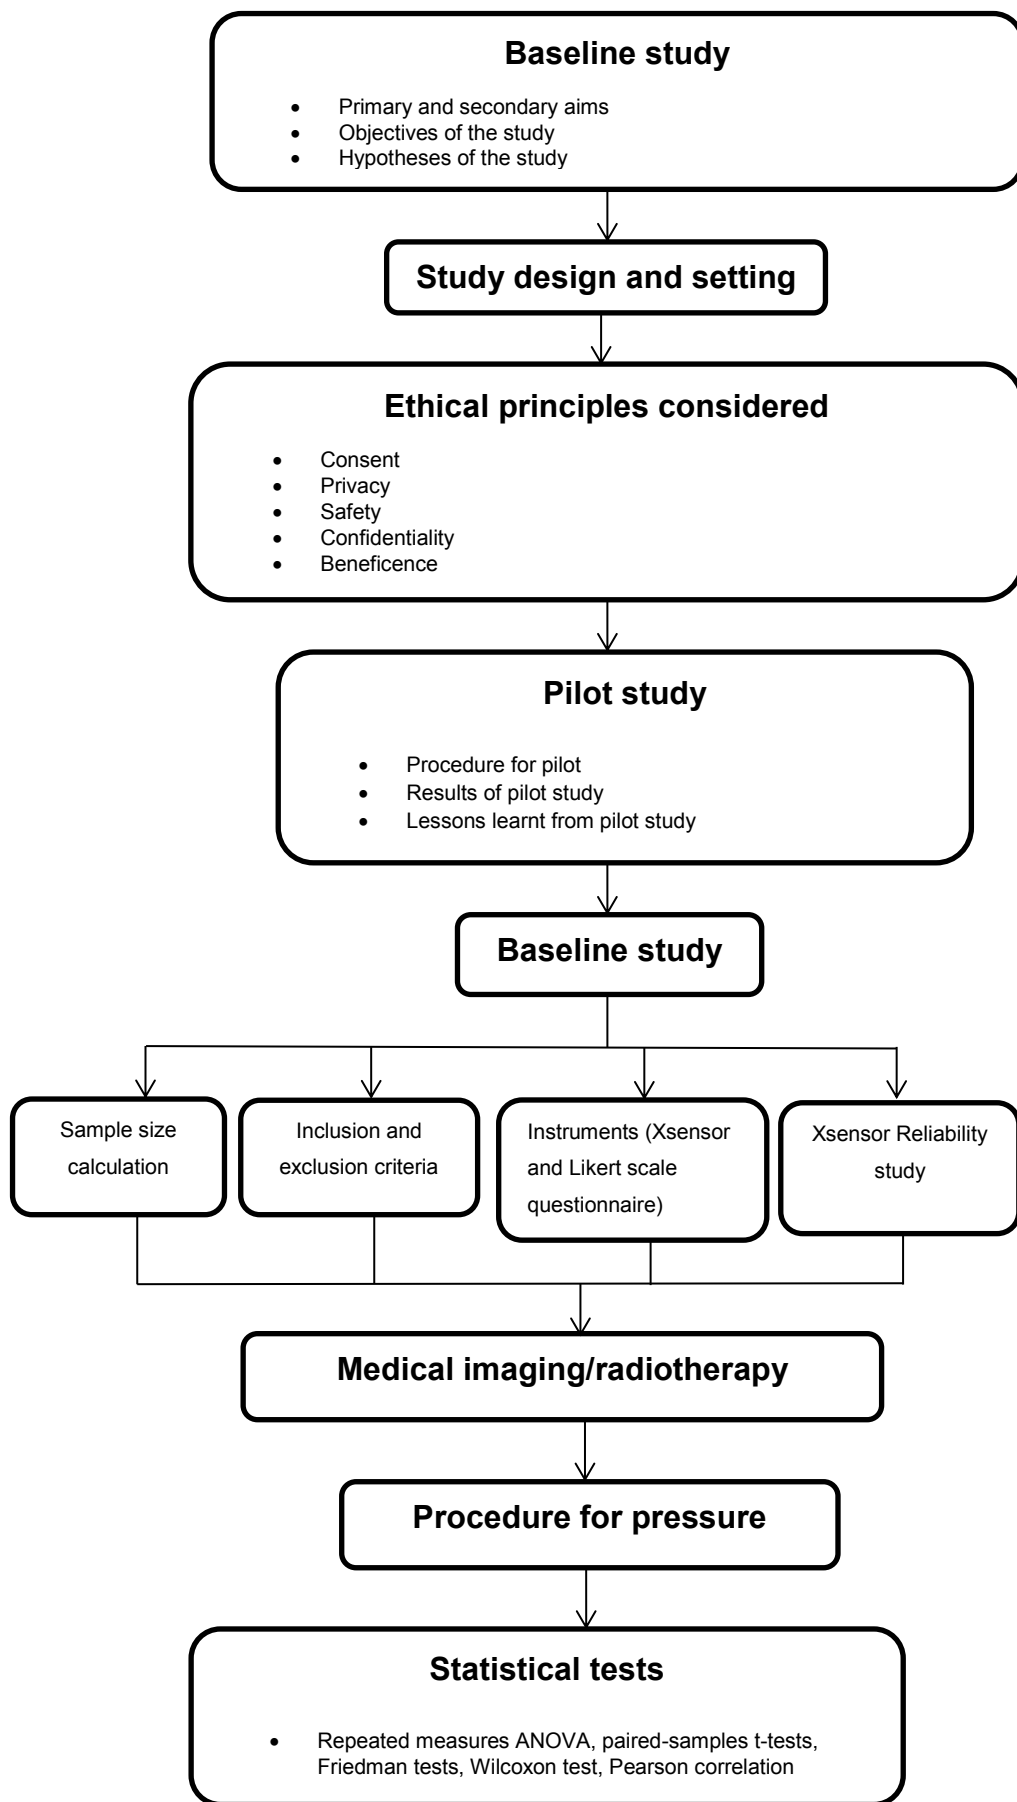 Baseline study
• Primary and secondary aims
• Objectives of the study
• Hypotheses of the study
Study design and setting
Ethical principles considered
• Consent
• Privacy
• Safety
• Confidentiality
• Beneficence
Pilot study
• Procedure for pilot
• Results of pilot study
• Lessons learnt from pilot study
Baseline study
Sample size
calculation
Inclusion and
exclusion criteria
Instruments (Xsensor
and Likert scale
questionnaire)
Xsensor Reliability
study
Medical imaging/radiotherapy
Procedure for pressure
Statistical tests
• Repeated measures ANOVA, paired-samples t-tests,
Friedman tests, Wilcoxon test, Pearson correlation